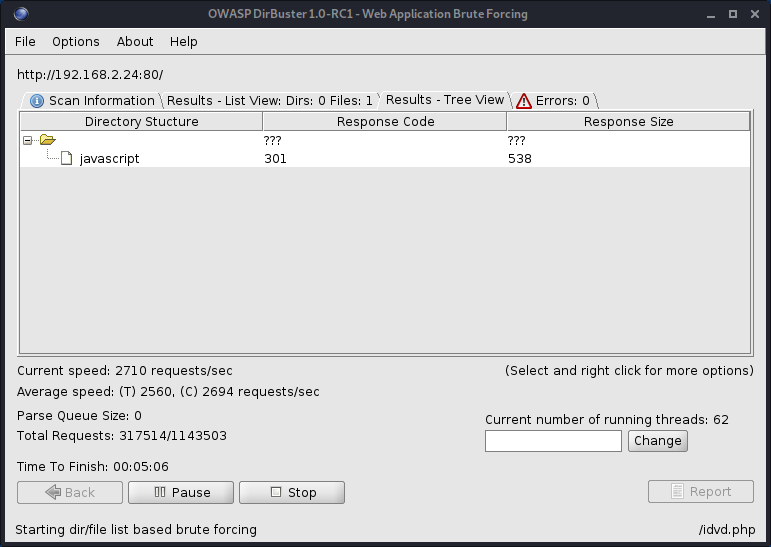 OWASP DirBuster 1.0-RC1 - Web Application Brute Forcing
File Options About Help
http://192.168.2.24:80/
Scan Information Results - List View: Dirs: 0 Files: 1 Results - Tree View Errors: 0
Directory Stucture Response Code Response Size
??? ???
javascript 301 538
Current speed: 2710 requests/sec (Select and right click for more options)
Average speed: (T) 2560, (C) 2694 requests/sec
Parse Queue Size: 0
Current number of running threads: 62
Total Requests: 317514/1143503
Change
Time To Finish: 00:05:06
Back Pause Stop Report
Starting dir/file list based brute forcing /idvd.php